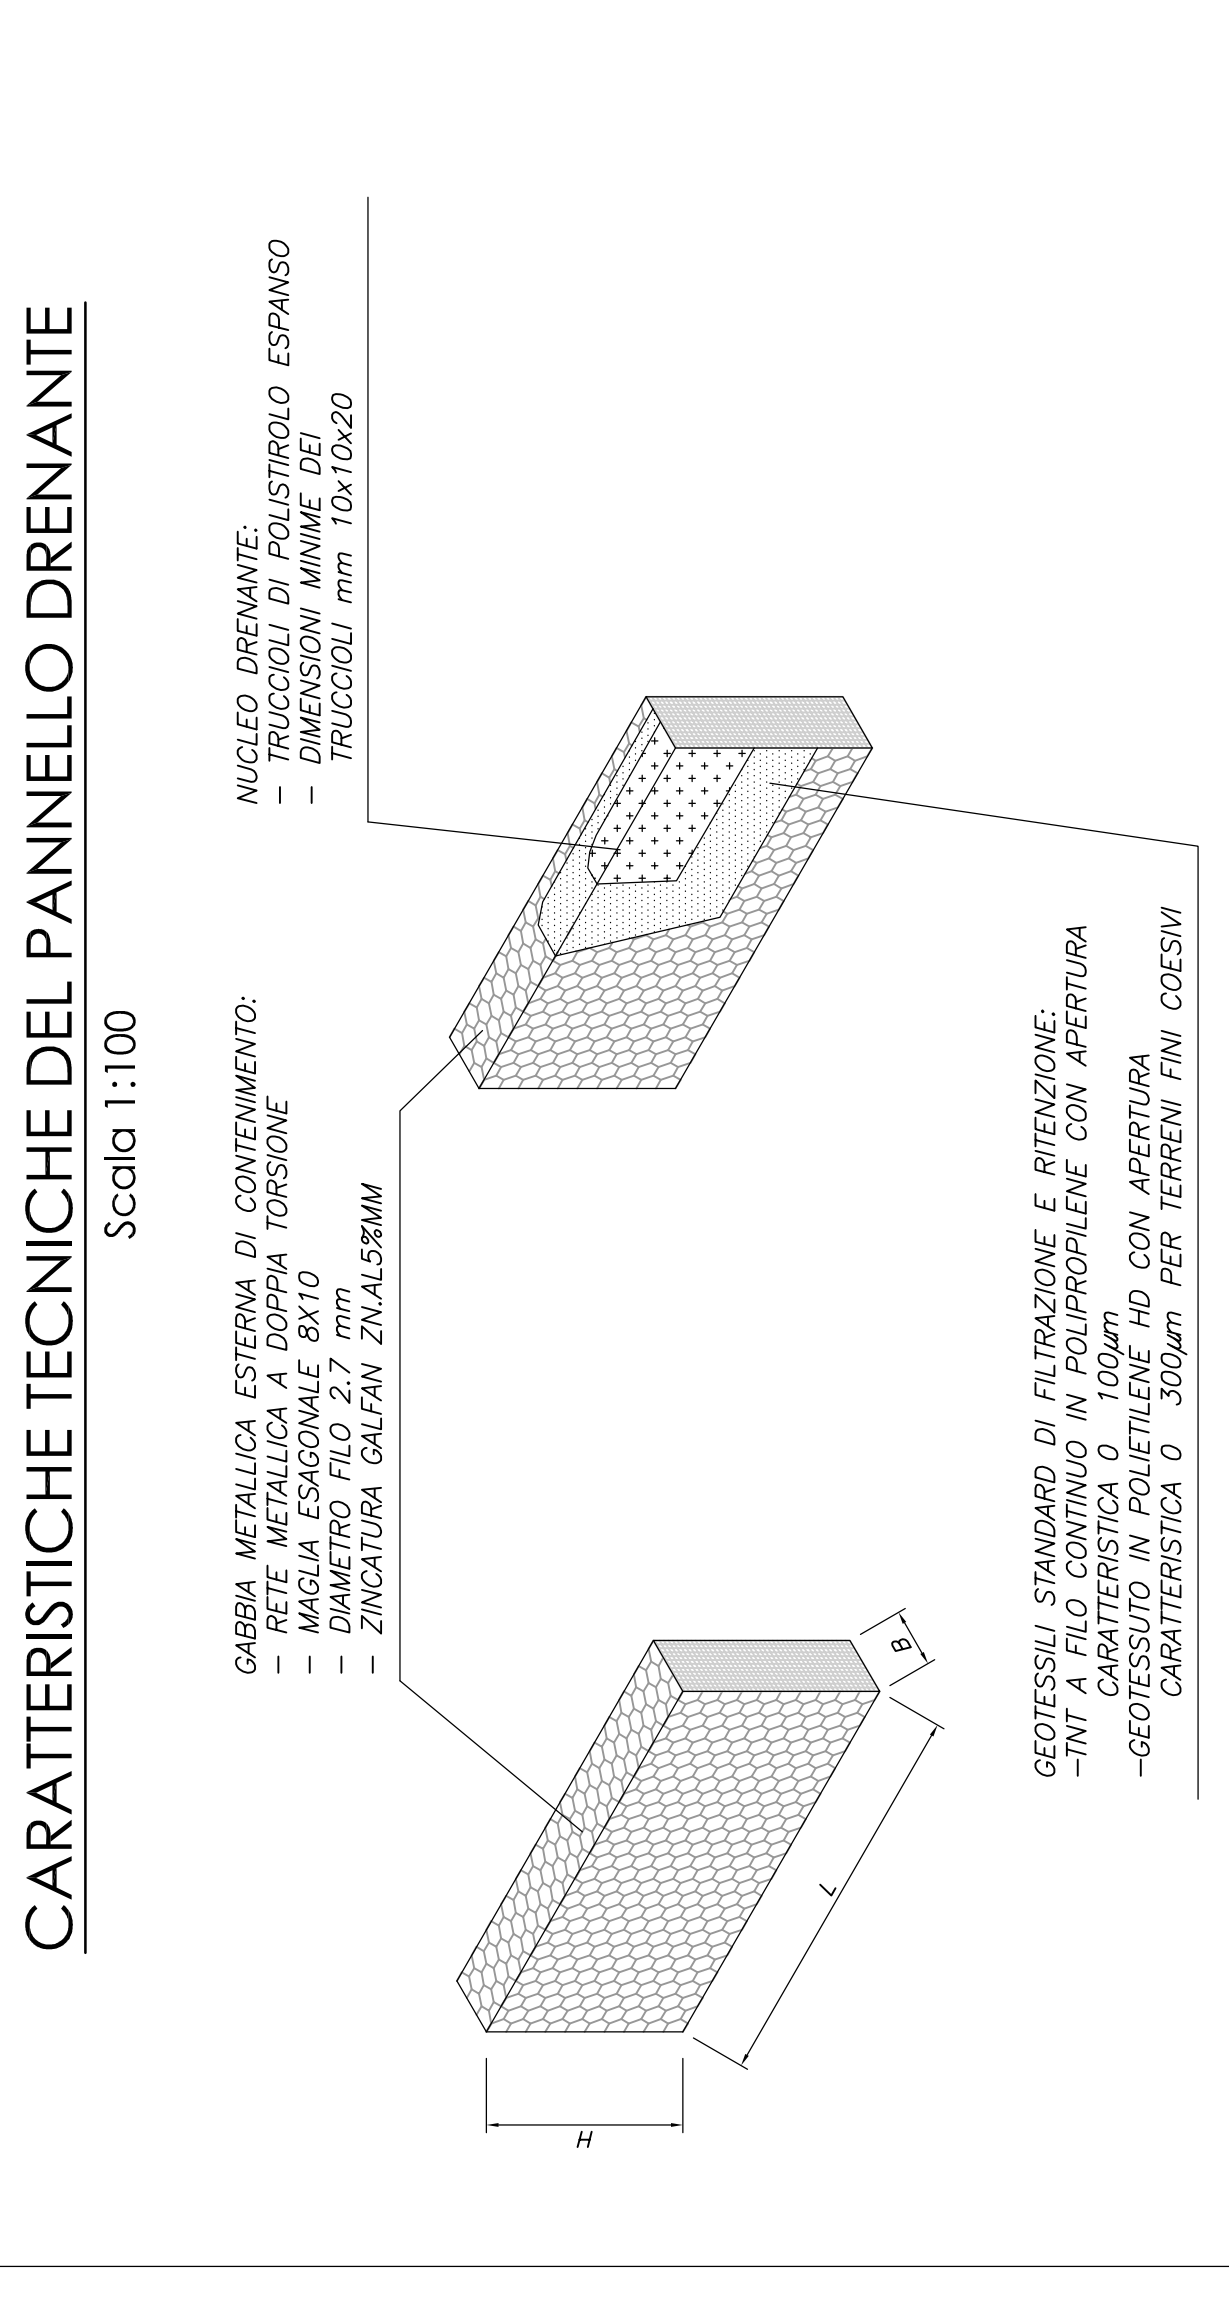 CARATTERISTICHE TECNICHE DEL PANNELLO DRENANTE
Scala 1:100
GABBIA METALLICA ESTERNA DI CONTENIMENTO:
- RETE METALLICA A DOPPIA TORSIONE
- MAGLIA ESAGONALE 8X10
- DIAMETRO FILO 2.7 mm
- ZINCATURA GALFAN ZN.AL5%MM
NUCLEO DRENANTE:
- TRUCCIOLI DI POLISTIROLO ESPANSO
- DIMENSIONI MINIME DEI
TRUCCIOLI mm 10x10x20
H
L
B
GEOTESSILI STANDARD DI FILTRAZIONE E RITENZIONE:
-TNT A FILO CONTINUO IN POLIPROPILENE CON APERTURA
CARATTERISTICA O 100µm
-GEOTESSUTO IN POLIETILENE HD CON APERTURA
CARATTERISTICA O 300µm PER TERRENI FINI COESIVI